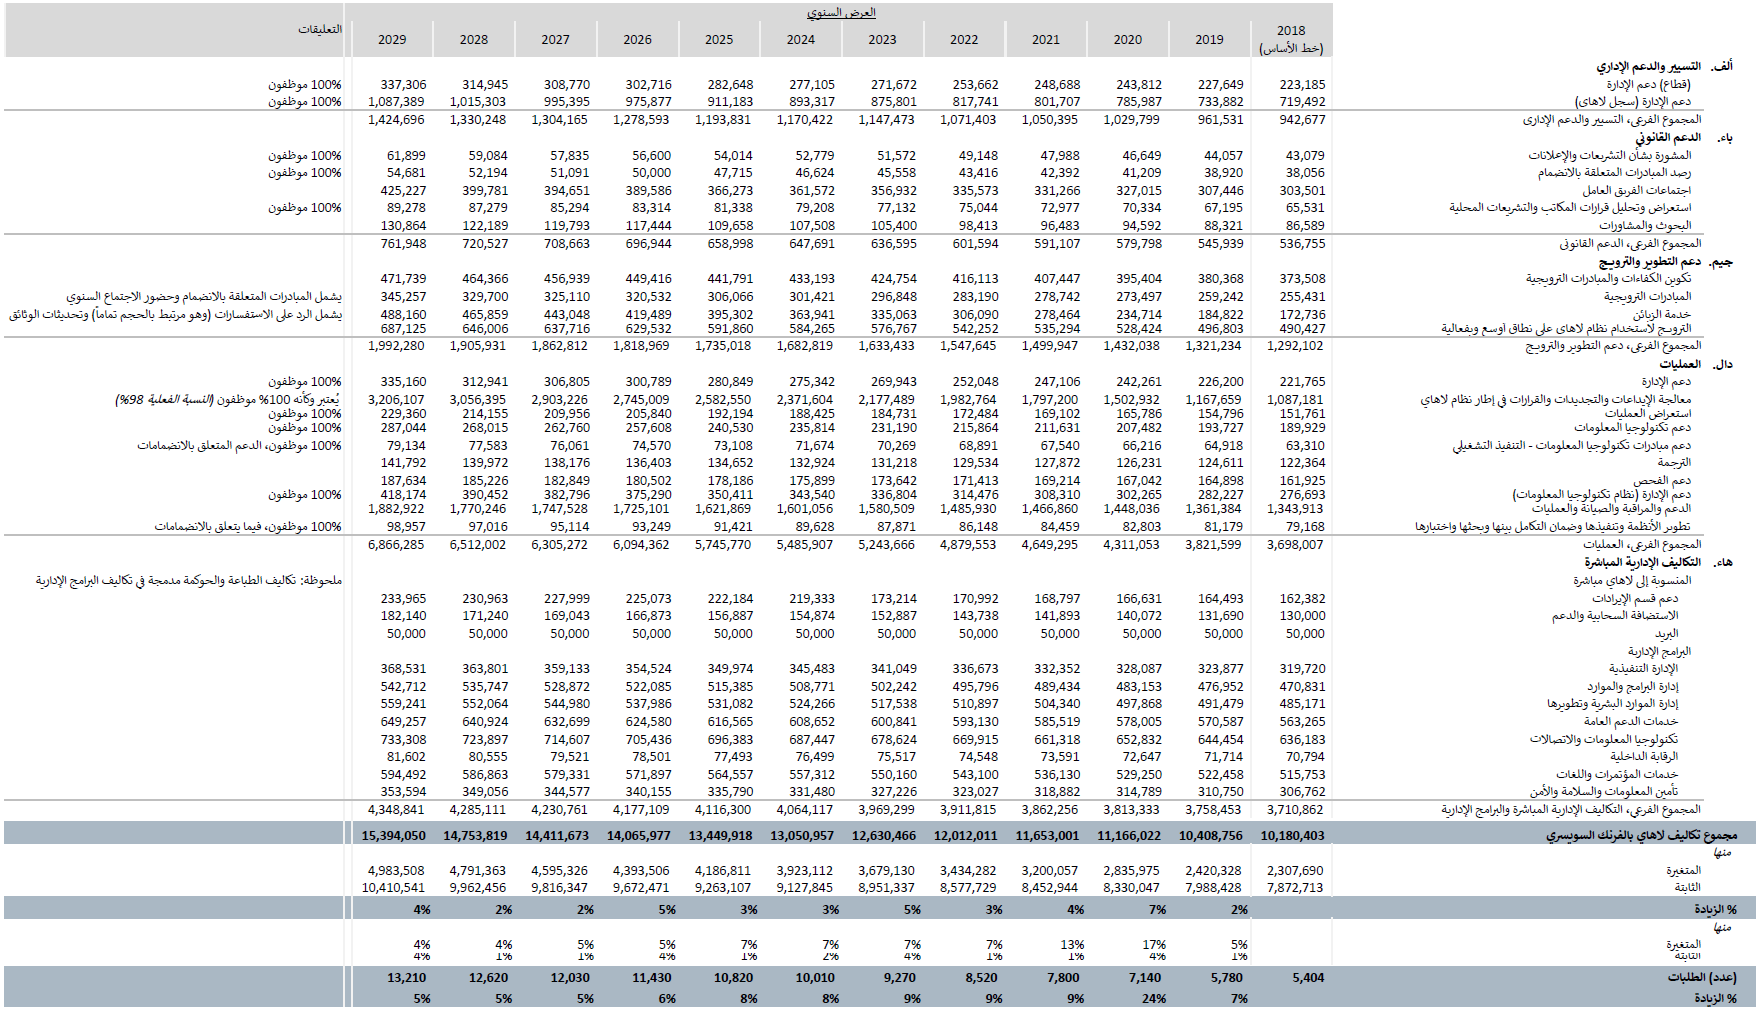 العرض السنوي
2018 2019 2020 2021 2022 2023 2024 2025 2026 2027 2028 2029 التعليقات
(خط الأساس)
ألف. التسيير والدعم الإداري
(قطاع) دعم الإدارة 223,185 227,649 243,812 248,688 253,662 271,672 277,105 282,648 302,716 308,770 314,945 337,306 100% موظفون
دعم الإدارة (سجل لاهاي) 719,492 733,882 785,987 801,707 817,741 875,801 893,317 911,183 975,877 995,395 1,015,303 1,087,389 100% موظفون
المجموع الفرعي، التسيير والدعم الإداري 942,677 961,531 1,029,799 1,050,395 1,071,403 1,147,473 1,170,422 1,193,831 1,278,593 1,304,165 1,330,248 1,424,696
باء. الدعم القانوني
المشورة بشأن التشريعات والإعلانات 43,079 44,057 46,649 47,988 49,148 51,572 52,779 54,014 56,600 57,835 59,084 61,899 100% موظفون
رصد المبادرات المتعلقة بالانضمام 38,056 38,920 41,209 42,392 43,416 45,558 46,624 47,715 50,000 51,091 52,194 54,681 100% موظفون
اجتماعات الفريق العامل 303,501 307,446 327,015 331,266 335,573 356,932 361,572 366,273 389,586 394,651 399,781 425,227
استعراض وتحليل قرارات المكاتب والتشريعات المحلية 65,531 67,195 70,334 72,977 75,044 77,132 79,208 81,338 83,314 85,294 87,279 89,278 100% موظفون
البحوث والمشاورات 86,589 88,321 94,592 96,483 98,413 105,400 107,508 109,658 117,444 119,793 122,189 130,864
المجموع الفرعي، الدعم القانوني 536,755 545,939 579,798 591,107 601,594 636,595 647,691 658,998 696,944 708,663 720,527 761,948
جيم. دعم التطوير والترويج
تكوين الكفاءات والمبادرات الترويجية 373,508 380,368 395,404 407,447 416,113 424,754 433,193 441,791 449,416 456,939 464,366 471,739
المبادرات الترويجية 255,431 259,242 273,497 278,742 283,190 296,848 301,421 306,066 320,532 325,110 329,700 345,257 يشمل المبادرات المتعلقة بالانضمام وحضور الاجتماع السنوي
خدمة الزبائن 172,736 184,822 234,714 278,464 306,090 335,063 363,941 395,302 419,489 443,048 465,859 488,160 يشمل الرد على الاستفسارات (وهو مرتبط بالحجم تماماً) وتحديثات الوثائق
الترويج لاستخدام نظام لاهاي على نطاق أوسع وبفعالية 490,427 496,803 528,424 535,294 542,252 576,767 584,265 591,860 629,532 637,716 646,006 687,125
المجموع الفرعي، دعم التطوير والترويج 1,292,102 1,321,234 1,432,038 1,499,947 1,547,645 1,633,433 1,682,819 1,735,018 1,818,969 1,862,812 1,905,931 1,992,280
دال. العمليات
دعم الإدارة 221,765 226,200 242,261 247,106 252,048 269,943 275,342 280,849 300,789 306,805 312,941 335,160 100% موظفون
معالجة الإيداعات والتجديدات والقرارات في إطار نظام لاهاي 1,087,181 1,167,659 1,502,932 1,797,200 1,982,764 2,177,489 2,371,604 2,582,550 2,745,009 2,903,226 3,056,395 3,206,107 يُعتبر وكأنه 100% موظفون (النسبة الفعلية 98%)
استعراض العمليات 151,761 154,796 165,786 169,102 172,484 184,731 188,425 192,194 205,840 209,956 214,155 229,360 100% موظفون
دعم تكنولوجيا المعلومات 189,929 193,727 207,482 211,631 215,864 231,190 235,814 240,530 257,608 262,760 268,015 287,044 100% موظفون
دعم مبادرات تكنولوجيا المعلومات - التنفيذ التشغيلي 63,310 64,918 66,216 67,540 68,891 70,269 71,674 73,108 74,570 76,061 77,583 79,134 100% موظفون، الدعم المتعلق بالانضمامات
الترجمة 122,364 124,611 126,231 127,872 129,534 131,218 132,924 134,652 136,403 138,176 139,972 141,792
دعم الفحص 161,925 164,898 167,042 169,214 171,413 173,642 175,899 178,186 180,502 182,849 185,226 187,634
دعم الإدارة (نظام تكنولوجيا المعلومات) 276,693 282,227 302,265 308,310 314,476 336,804 343,540 350,411 375,290 382,796 390,452 418,174 100% موظفون
الدعم والمراقبة والصيانة والعمليات 1,343,913 1,361,384 1,448,036 1,466,860 1,485,930 1,580,509 1,601,056 1,621,869 1,725,101 1,747,528 1,770,246 1,882,922
تطوير الأنظمة وتنفيذها وضمان التكامل بينها وبحثها واختبارها 79,168 81,179 82,803 84,459 86,148 87,871 89,628 91,421 93,249 95,114 97,016 98,957 100% موظفون، فيما يتعلق بالانضمامات
المجموع الفرعي، العمليات 3,698,007 3,821,599 4,311,053 4,649,295 4,879,553 5,243,666 5,485,907 5,745,770 6,094,362 6,305,272 6,512,002 6,866,285
هاء. التكاليف الإدارية المباشرة
المنسوبة إلى لاهاي مباشرة ملحوظة: تكاليف الطباعة والحوكمة مدمجة في تكاليف البرامج الإدارية
دعم قسم الإيرادات 162,382 164,493 166,631 168,797 170,992 173,214 219,333 222,184 225,073 227,999 230,963 233,965
الاستضافة السحابية والدعم 130,000 131,690 140,072 141,893 143,738 152,887 154,874 156,887 166,873 169,043 171,240 182,140
البريد 50,000 50,000 50,000 50,000 50,000 50,000 50,000 50,000 50,000 50,000 50,000 50,000
البرامج الإدارية
الإدارة التنفيذية 319,720 323,877 328,087 332,352 336,673 341,049 345,483 349,974 354,524 359,133 363,801 368,531
إدارة البرامج والموارد 470,831 476,952 483,153 489,434 495,796 502,242 508,771 515,385 522,085 528,872 535,747 542,712
إدارة الموارد البشرية وتطويرها 485,171 491,479 497,868 504,340 510,897 517,538 524,266 531,082 537,986 544,980 552,064 559,241
خدمات الدعم العامة 563,265 570,587 578,005 585,519 593,130 600,841 608,652 616,565 624,580 632,699 640,924 649,257
تكنولوجيا المعلومات والاتصالات 636,183 644,454 652,832 661,318 669,915 678,624 687,447 696,383 705,436 714,607 723,897 733,308
الرقابة الداخلية 70,794 71,714 72,647 73,591 74,548 75,517 76,499 77,493 78,501 79,521 80,555 81,602
خدمات المؤتمرات واللغات 515,753 522,458 529,250 536,130 543,100 550,160 557,312 564,557 571,897 579,331 586,863 594,492
تأمين المعلومات والسلامة والأمن 306,762 310,750 314,789 318,882 323,027 327,226 331,480 335,790 340,155 344,577 349,056 353,594
المجموع الفرعي، التكاليف الإدارية المباشرة والبرامج الإدارية 3,710,862 3,758,453 3,813,333 3,862,256 3,911,815 3,969,299 4,064,117 4,116,300 4,177,109 4,230,761 4,285,111 4,348,841
مجموع تكاليف لاهاي بالفرنك السويسري 10,180,403 10,408,756 11,166,022 11,653,001 12,012,011 12,630,466 13,050,957 13,449,918 14,065,977 14,411,673 14,753,819 15,394,050
منها
المتغيرة 2,307,690 2,420,328 2,835,975 3,200,057 3,434,282 3,679,130 3,923,112 4,186,811 4,393,506 4,595,326 4,791,363 4,983,508
الثابتة 7,872,713 7,988,428 8,330,047 8,452,944 8,577,729 8,951,337 9,127,845 9,263,107 9,672,471 9,816,347 9,962,456 10,410,541
% الزيادة 2% 7% 4% 3% 5% 3% 3% 5% 2% 2% 4%
منها
المتغيرة 5% 17% 13% 7% 7% 7% 7% 5% 5% 4% 4%
الثابتة 1% 4% 1% 1% 4% 2% 1% 4% 1% 1% 4%
(عدد) الطلبات 5,404 5,780 7,140 7,800 8,520 9,270 10,010 10,820 11,430 12,030 12,620 13,210
% الزيادة 7% 24% 9% 9% 9% 8% 8% 6% 5% 5% 5%